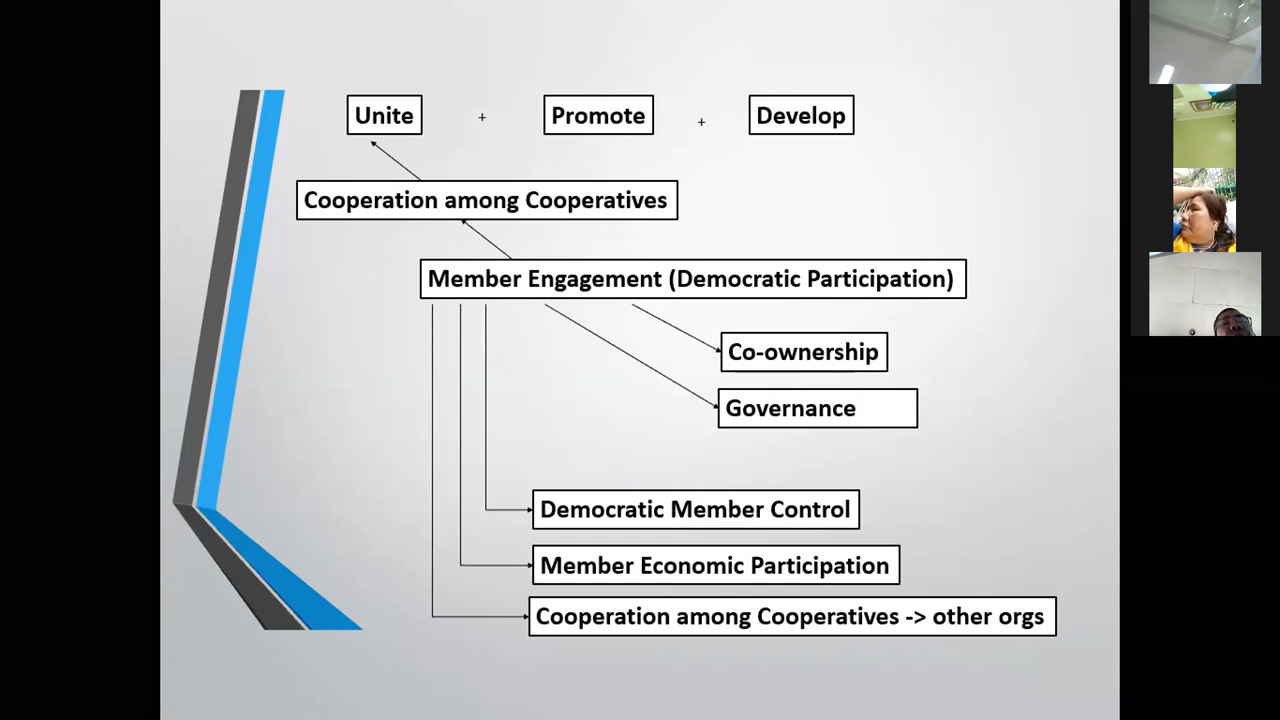 Unite + Promote + Develop
Cooperation among Cooperatives
Member Engagement (Democratic Participation)
Co-ownership
Governance
Democratic Member Control
Member Economic Participation
Cooperation among Cooperatives -> other orgs